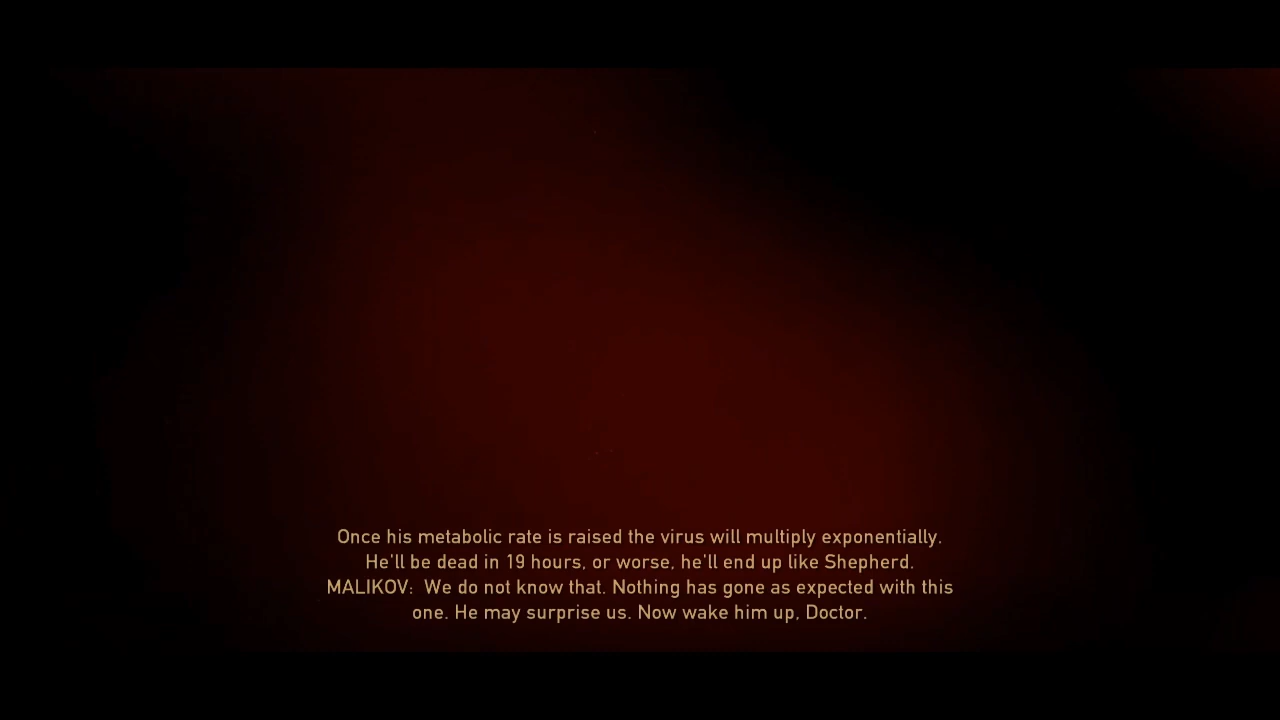 Once his metabolic rate is raised the virus will multiply exponentially.
He'll be dead in 19 hours, or worse, he'll end up like Shepherd.
MALIKOV:  We do not know that. Nothing has gone as expected with this
one. He may surprise us. Now wake him up, Doctor.